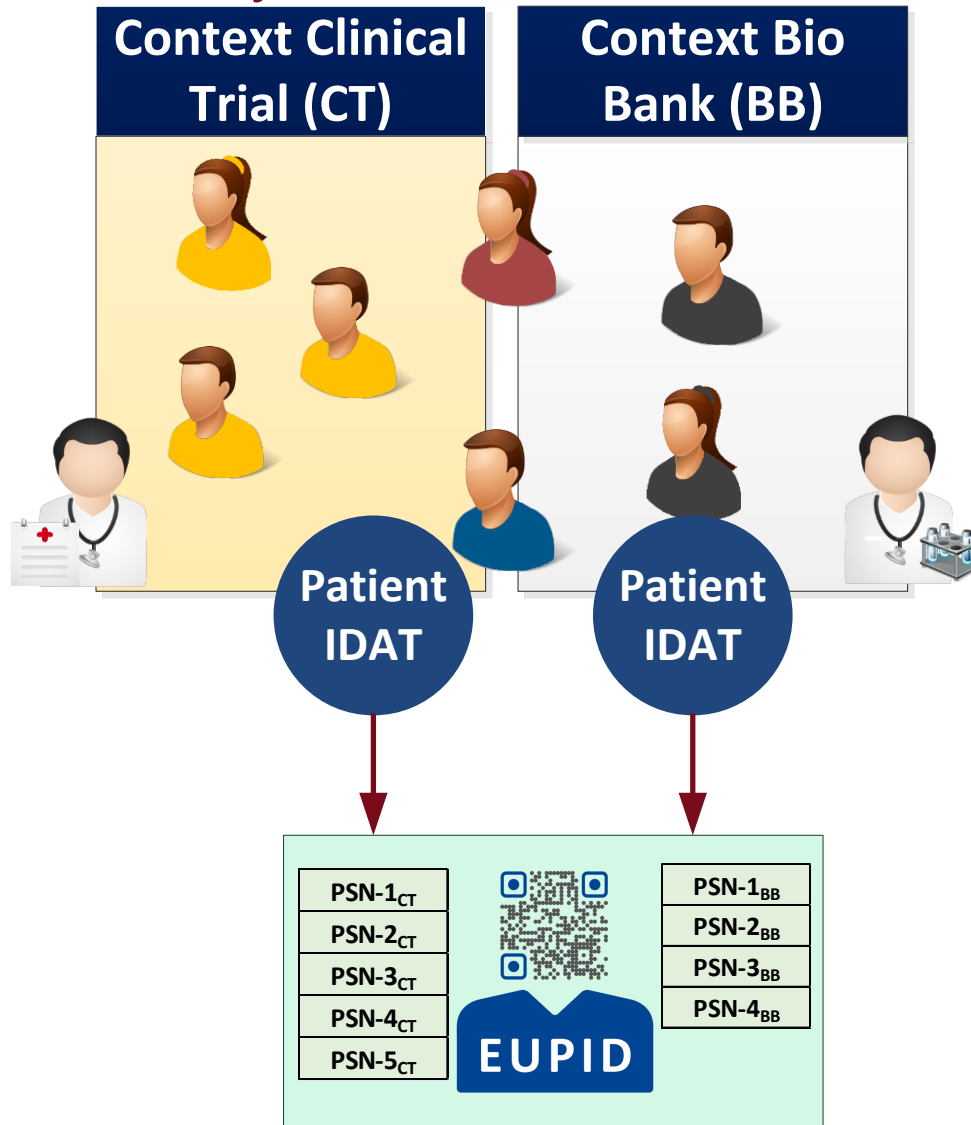 Context Clinical
Trial (CT)
Context Bio
Bank (BB)
Patient
IDAT
Patient
IDAT
PSN-1CT
PSN-2CT
PSN-3CT
PSN-4CT
PSN-5CT
EUPID
PSN-1BB
PSN-2BB
PSN-3BB
PSN-4BB